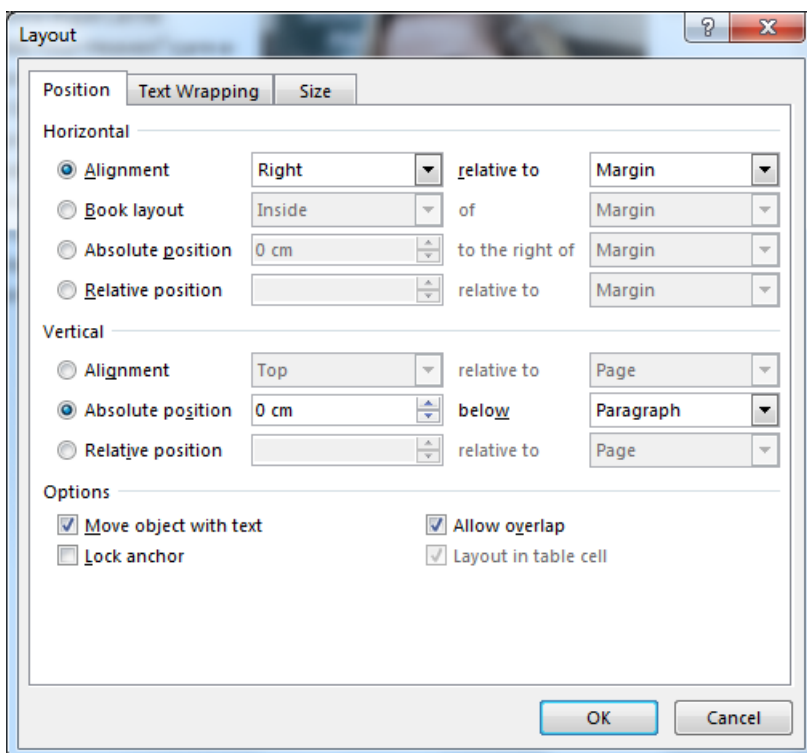 Layout
Position Text Wrapping Size
Horizontal
Alignment Right relative to Margin
Book layout Inside of Margin
Absolute position 0 cm to the right of Margin
Relative position relative to Margin
Vertical
Alignment Top relative to Page
Absolute position 0 cm below Paragraph
Relative position relative to Page
Options
Move object with text Allow overlap
Lock anchor Layout in table cell
OK Cancel